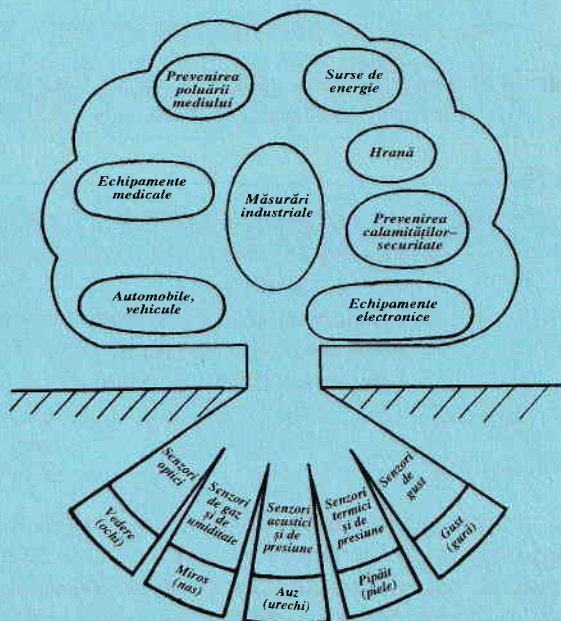 Prevenirea
poluării
mediului
Surse de
energie
Hrană
Echipamente
medicale
Măsurări
industriale
Prevenirea
calamităților–
securitate
Automobile,
vehicule
Echipamente
electronice
Senzori
optici
Vedere
(ochi)
Senzori
de gaz
și de
umiditate
Miros
(nas)
Senzori
acustici
și de
presiune
Auz
(urechi)
Senzori
termici
și de
presiune
Pipăit
(piele)
Senzori
de
gust
Gust
(gură)